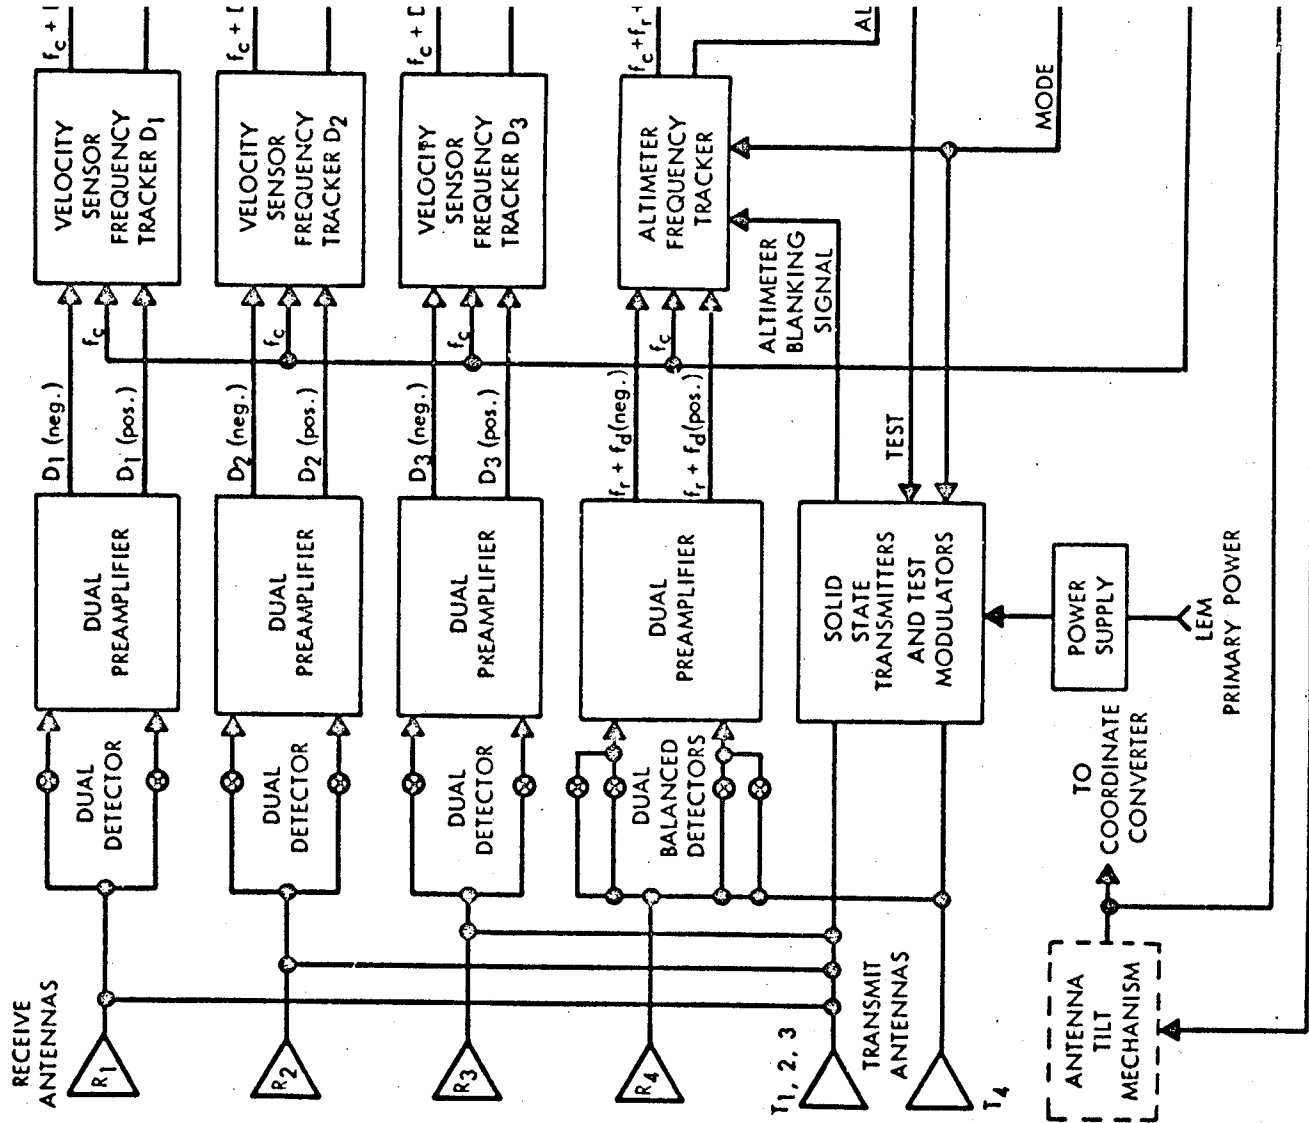 RECEIVE
ANTENNAS
R1
R2
R3
R4
T1, 2, 3
TRANSMIT
ANTENNAS
T4
DUAL
DETECTOR
DUAL
DETECTOR
DUAL
DETECTOR
DUAL
BALANCED
DETECTORS
DUAL
PREAMPLIFIER
DUAL
PREAMPLIFIER
DUAL
PREAMPLIFIER
DUAL
PREAMPLIFIER
SOLID
STATE
TRANSMITTERS
AND TEST
MODULATORS
D1 (neg.)
D1 (pos.)
D2 (neg.)
D2 (pos.)
D3 (neg.)
D3 (pos.)
fr + fd(neg.)
fr + fd(pos.)
fc
fc
fc
fc
VELOCITY
SENSOR
FREQUENCY
TRACKER D1
VELOCITY
SENSOR
FREQUENCY
TRACKER D2
VELOCITY
SENSOR
FREQUENCY
TRACKER D3
ALTIMETER
FREQUENCY
TRACKER
ALTIMETER
BLANKING
SIGNAL
TEST
MODE
fc +
fc +
fc +
fc+fr+
AL
POWER
SUPPLY
LEM
PRIMARY POWER
TO
COORDINATE
CONVERTER
ANTENNA
TILT
MECHANISM